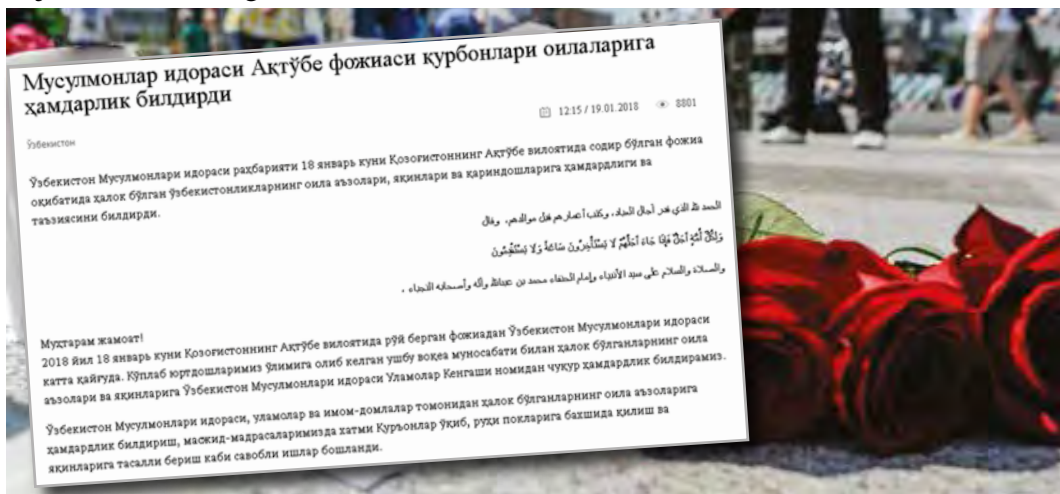 Мусулмонлар идораси Ақтўбе фожиаси қурбонлари оилаларига
ҳамдарлик билдирди
Ўзбекистон
12:15 / 19.01.2018
8801
Ўзбекистон Мусулмонлари идораси раҳбарияти 18 январь куни Қозоғистоннинг Ақтўбе вилоятида содир бўлган фожиа
оқибатида ҳалок бўлган ўзбекистонликларнинг оила аъзолари, яқинлари ва қариндошларига ҳамдардлиги ва
таъзиясини билдирди.
الحمد لله الذي قدر آجال العباد، وكتب أعمارهم قبل موالدهم، وقال
وَلِكُلِّ أُمَّةٍ أَجَلٌ فَإِذَا جَاءَ أَجَلُهُمْ لَا يَسْتَأْخِرُونَ سَاعَةً وَلَا يَسْتَقْدِمُونَ
والصلاة والسلام على سيد الأنبياء وإمام الحنفاء محمد بن عبدالله وآله وأصحابه النجباء .
Муҳтарам жамоат!
2018 йил 18 январь куни Қозоғистоннинг Ақтўбе вилоятида рўй берган фожиадан Ўзбекистон Мусулмонлари идораси
катта қайғуда. Кўплаб юртдошларимиз ўлимига олиб келган ушбу воқеа муносабати билан ҳалок бўлганларнинг оила
аъзолари ва яқинларига Ўзбекистон Мусулмонлари идораси Уламолар Кенгаши номидан чуқур ҳамдардлик билдирамиз.
Ўзбекистон Мусулмонлари идораси, уламолар ва имом-домлалар томонидан ҳалок бўлганларнинг оила аъзоларига
ҳамдардлик билдириш, масжид-мадрасаларимизда хатми Қуръонлар ўқиб, руҳи покларига бахшида қилиш ва
яқинларига тасалли бериш каби савобли ишлар бошланди.